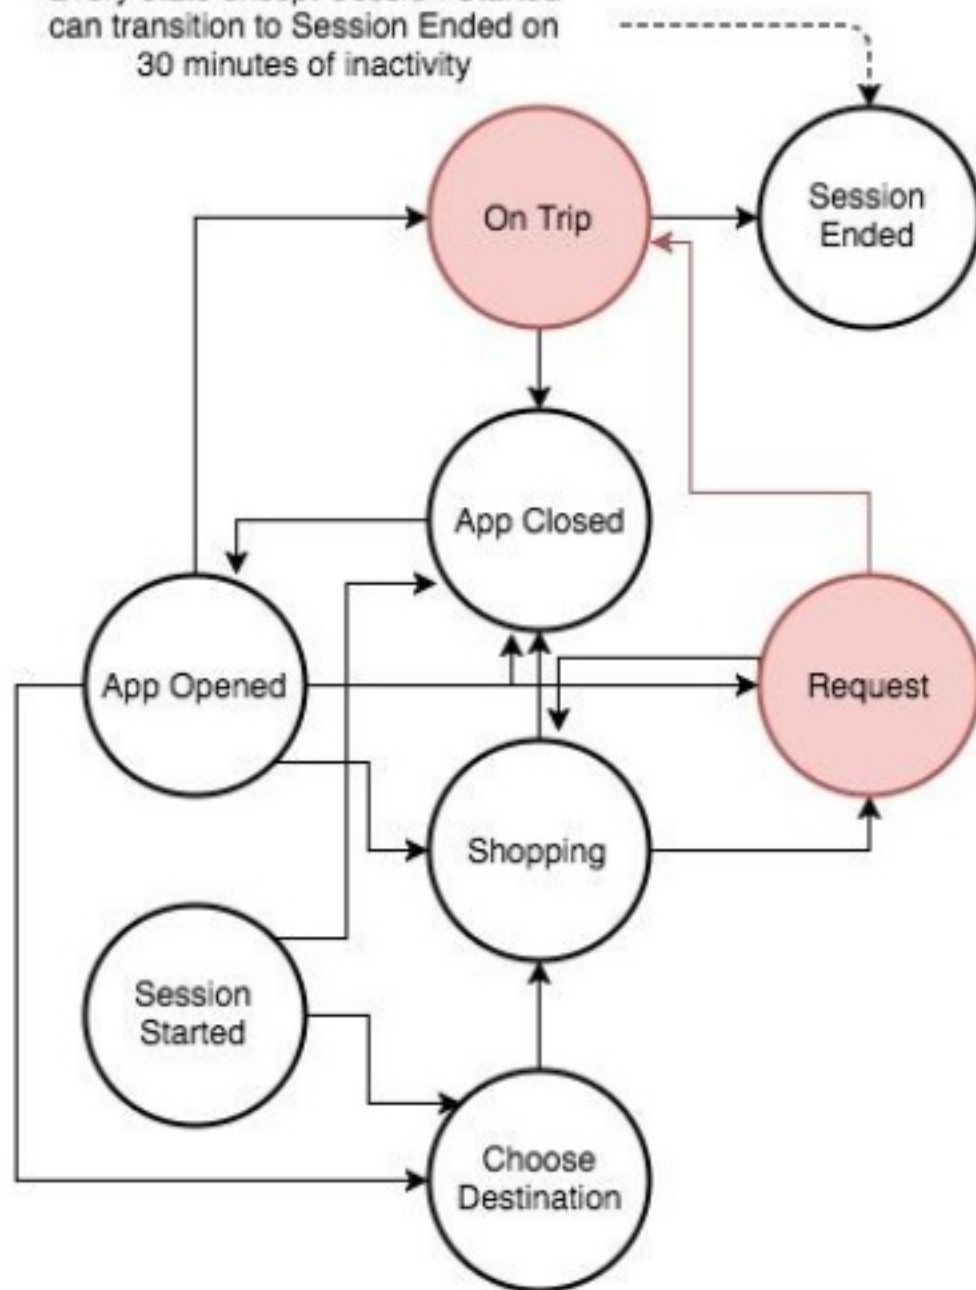 can transition to Session Ended on
30 minutes of inactivity
On Trip
Session
Ended
App Closed
App Opened
Request
Shopping
Session
Started
Choose
Destination